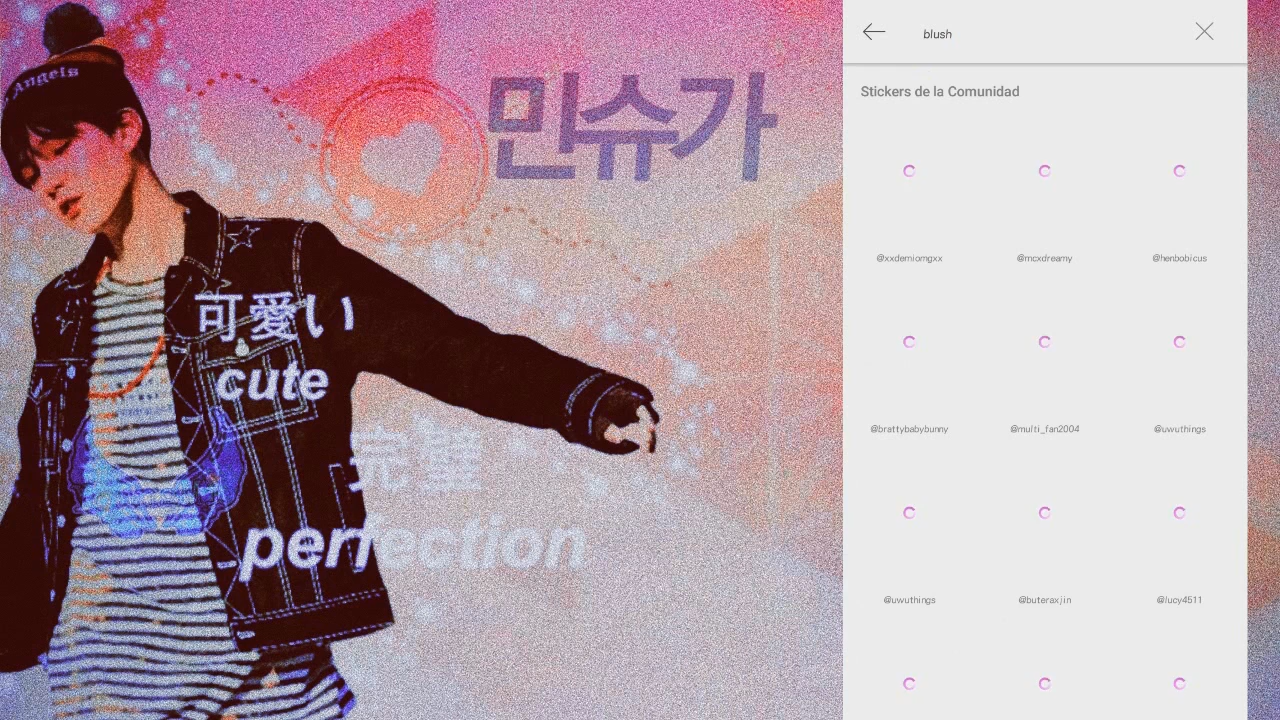 Angels
민슈가
可愛い
cute
完璧
perfection
blush
Stickers de la Comunidad
@xxdemiomgxx
@mcxdreamy
@henbobicus
@brattybabybunny
@multi_fan2004
@uwuthings
@uwuthings
@buteraxjin
@lucy4511